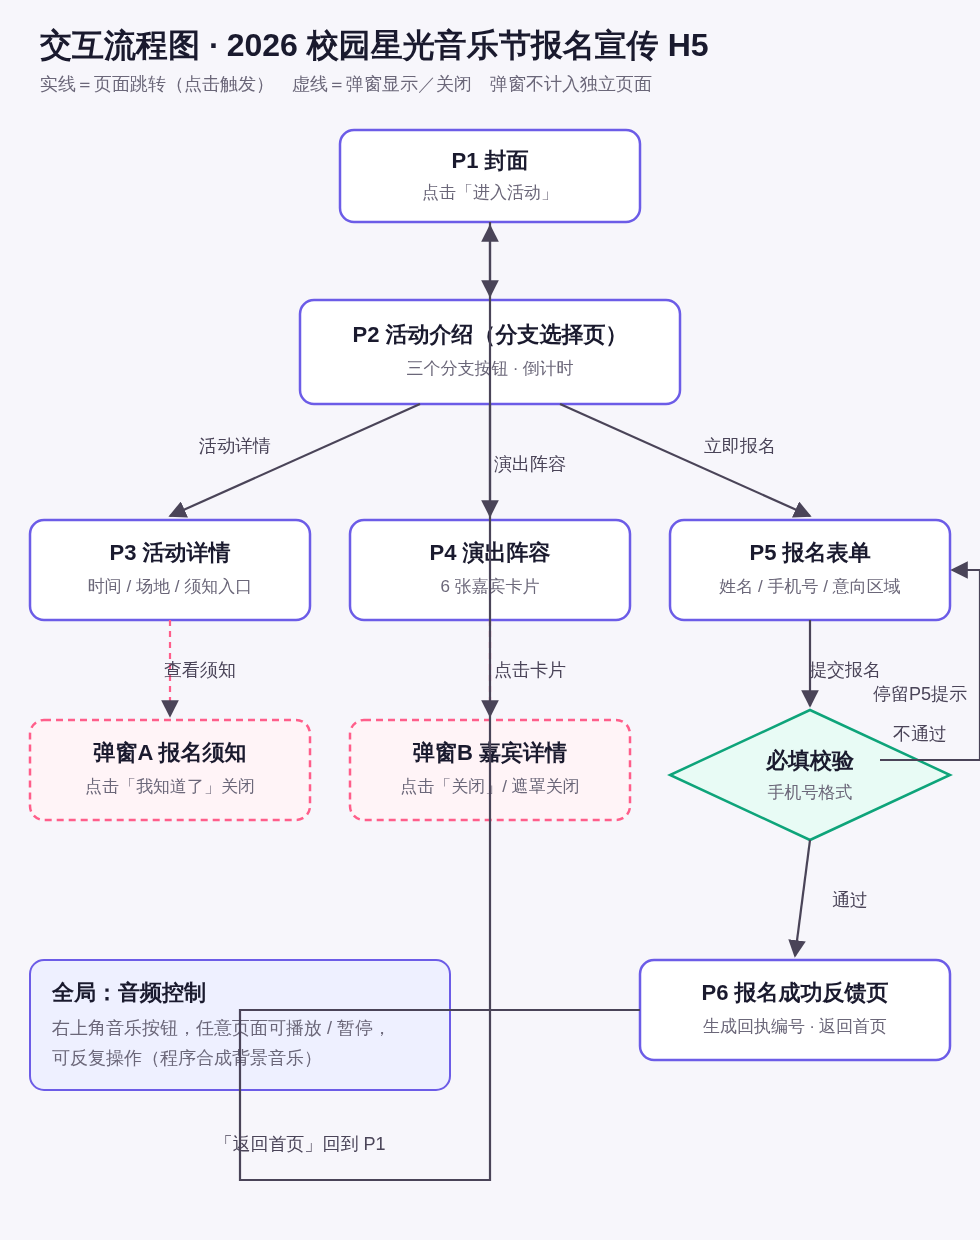 交互流程图 · 2026 校园星光音乐节报名宣传 H5
实线＝页面跳转（点击触发） 虚线＝弹窗显示／关闭 弹窗不计入独立页面
P1 封面
点击「进入活动」
P2 活动介绍（分支选择页）
三个分支按钮 · 倒计时
活动详情
演出阵容
立即报名
P3 活动详情
时间 / 场地 / 须知入口
P4 演出阵容
6 张嘉宾卡片
P5 报名表单
姓名 / 手机号 / 意向区域
查看须知
点击卡片
提交报名
停留P5提示
不通过
弹窗A 报名须知
点击「我知道了」关闭
弹窗B 嘉宾详情
点击「关闭」/ 遮罩关闭
必填校验
手机号格式
通过
全局：音频控制
右上角音乐按钮，任意页面可播放 / 暂停，
可反复操作（程序合成背景音乐）
P6 报名成功反馈页
生成回执编号 · 返回首页
「返回首页」回到 P1